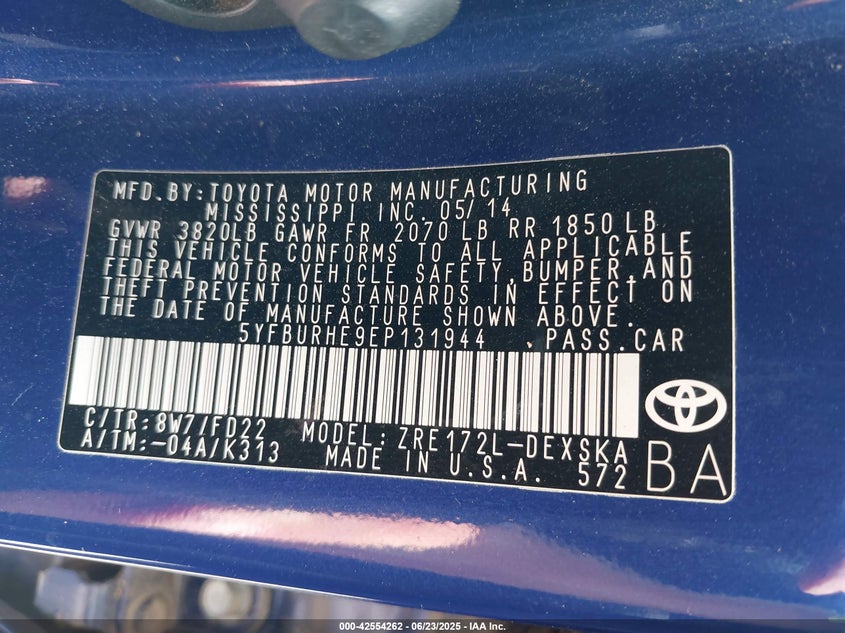 MFD.BY:TOYOTA MOTOR MANUFACTURING
MISSISSIPPI INC. 05/14
GVWR 3820LB GAWR FR 2070 LB RR 1850 LB
THIS VEHICLE CONFORMS TO ALL APPLICABLE
FEDERAL MOTOR VEHICLE SAFETY,BUMPER,AND
THEFT PREVENTION STANDARDS IN EFFECT ON
THE DATE OF MANUFACTURE SHOWN ABOVE.
5YFBURHE9EP131944 PASS.CAR
C/TR:8W7/FD22 MODEL:ZRE172L-DEXSKA
A/TM:-04A/K313 MADE IN U.S.A. 572
BA
000-42554262 - 06/23/2025 - IAA Inc.